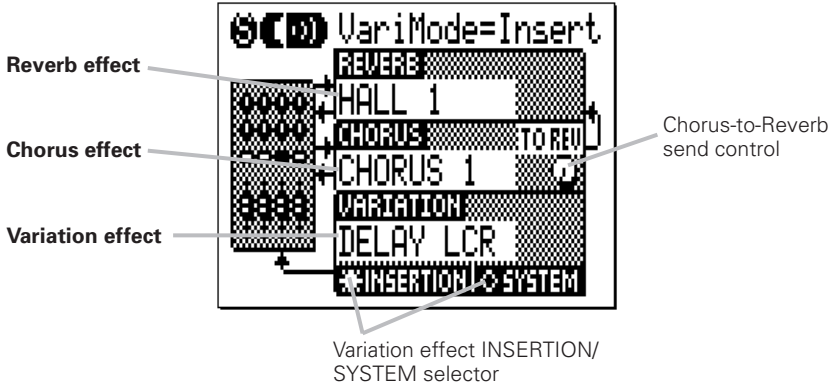 VariMode=Insert
Reverb effect
REVERB
HALL 1
CHORUS
TO REV
Chorus-to-Reverb
send control
Chorus effect
CHORUS 1
VARIATION
Variation effect
DELAY LCR
INSERTION
SYSTEM
Variation effect INSERTION/
SYSTEM selector